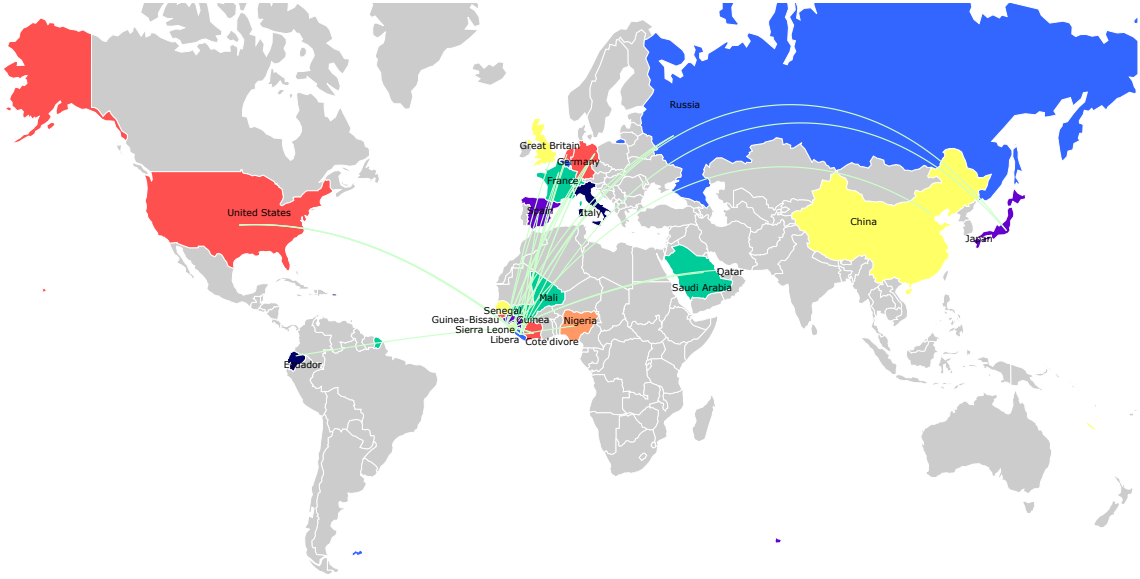 Russia
Great Britain
Germany
France
United States
Spain
Italy
China
Japan
Qatar
Saudi Arabia
Mali
Senegal
Guinea-Bissau
Guinea
Nigeria
Sierra Leone
Libera
Cote'divore
Ecuador